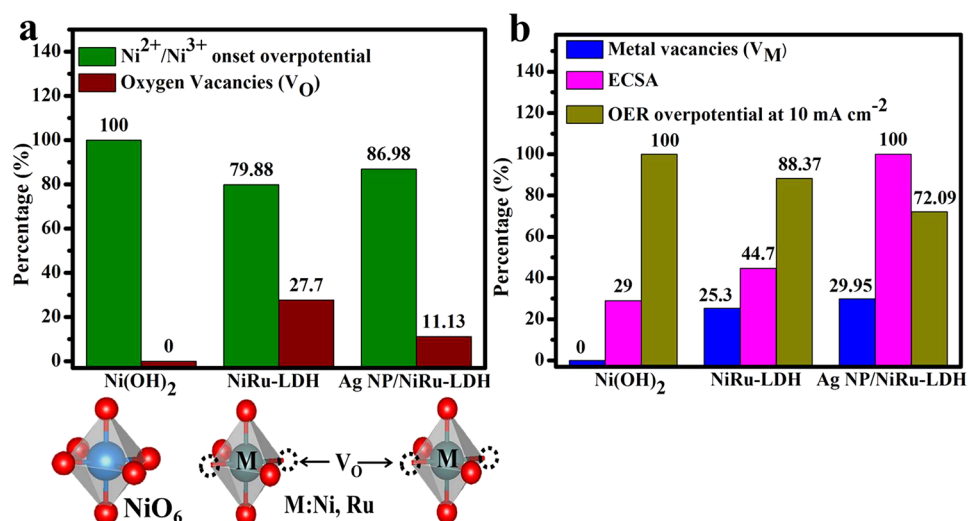 a
140
120
100
80
60
40
20
0
Percentage (%)
Ni2+/Ni3+ onset overpotential
Oxygen Vacancies (VO)
100
0
79.88
27.7
86.98
11.13
Ni(OH)2
NiRu-LDH
Ag NP/NiRu-LDH
NiO6
M
VO
M
M:Ni, Ru
b
140
120
100
80
60
40
20
0
Percentage (%)
Metal vacancies (VM)
ECSA
OER overpotential at 10 mA cm-2
0
29
100
25.3
44.7
88.37
29.95
100
72.09
Ni(OH)2
NiRu-LDH
Ag NP/NiRu-LDH